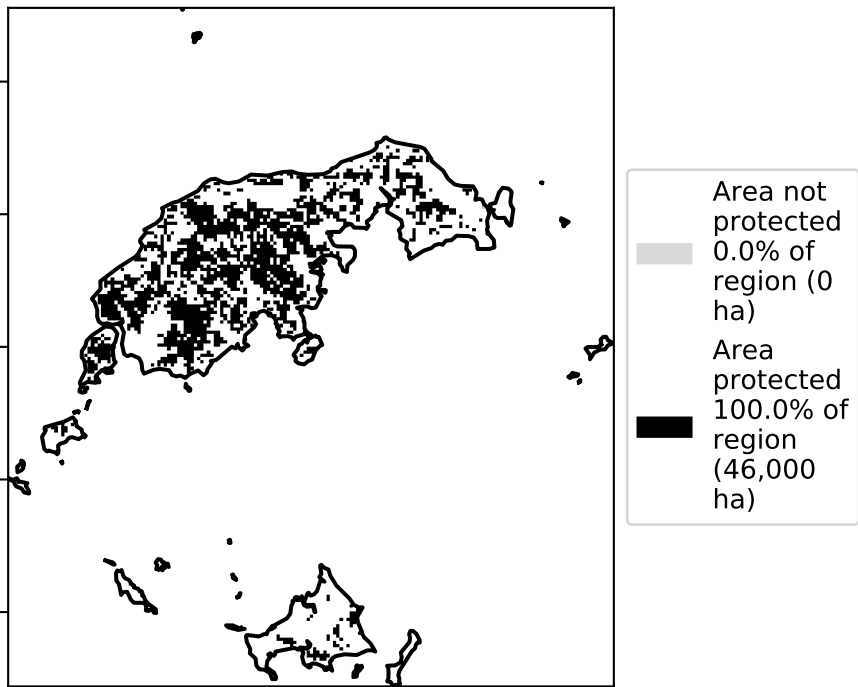 Area not
protected
0.0% of
region (0
ha)
Area
protected
100.0% of
region
(46,000
ha)